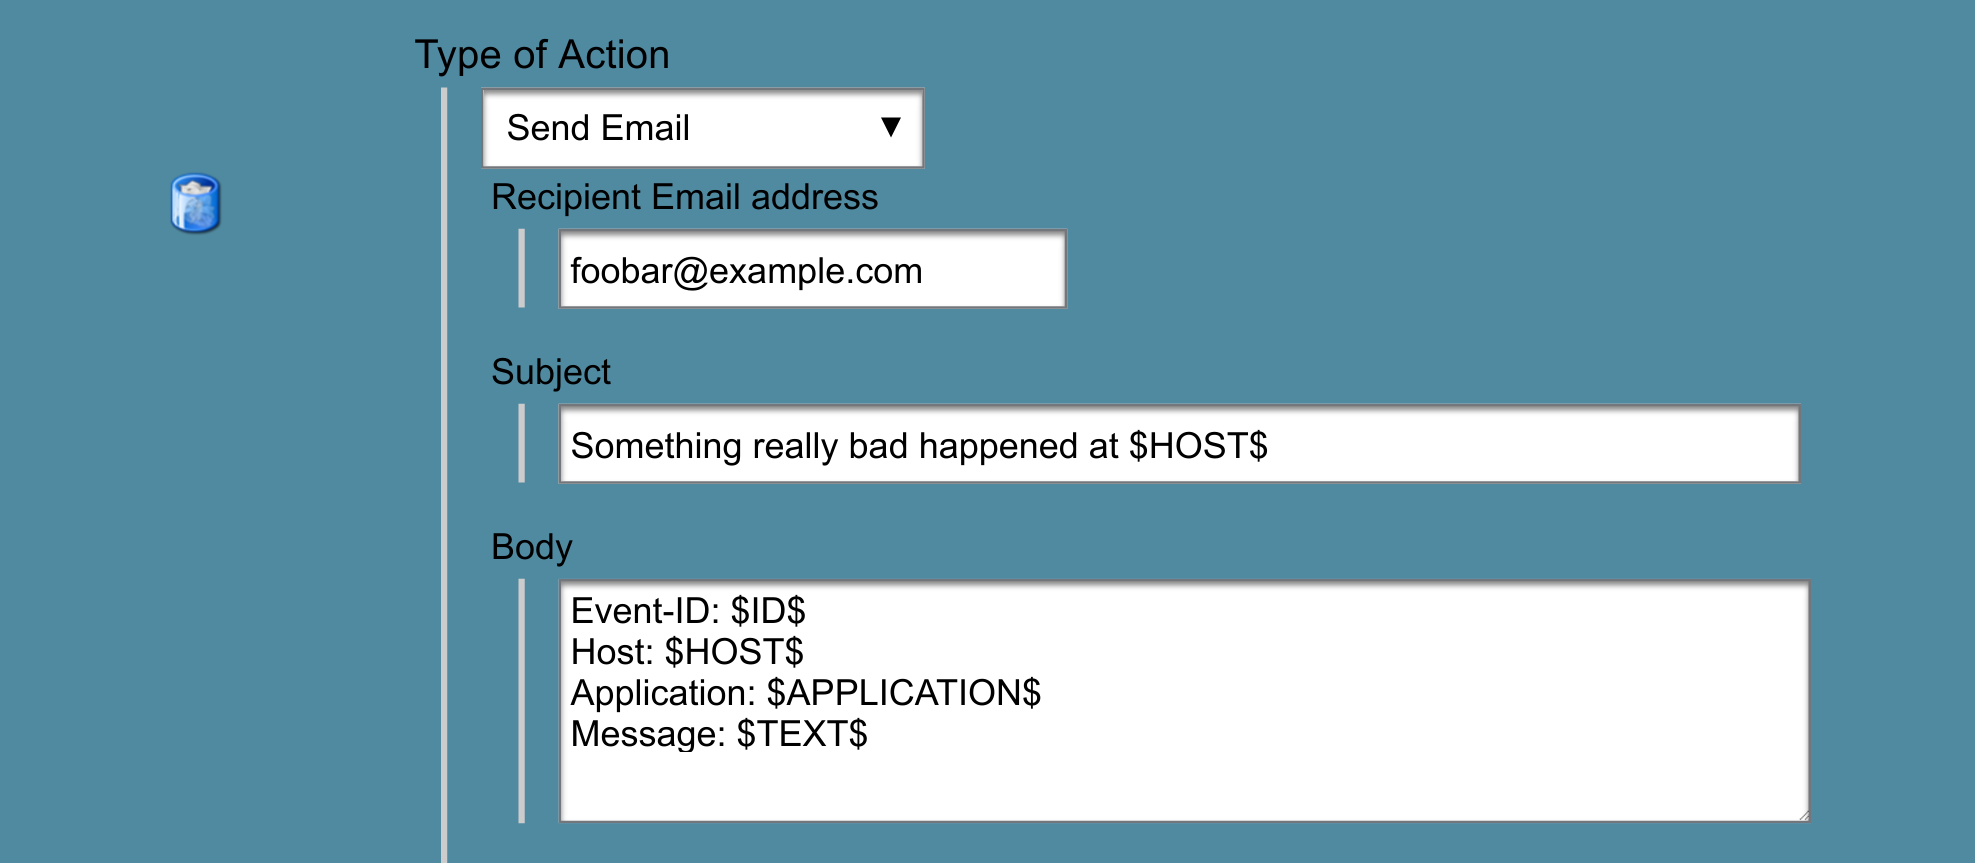 Type of Action
Send Email
Recipient Email address
foobar@example.com
Subject
Something really bad happened at $HOST$
Body
Event-ID: $ID$
Host: $HOST$
Application: $APPLICATION$
Message: $TEXT$